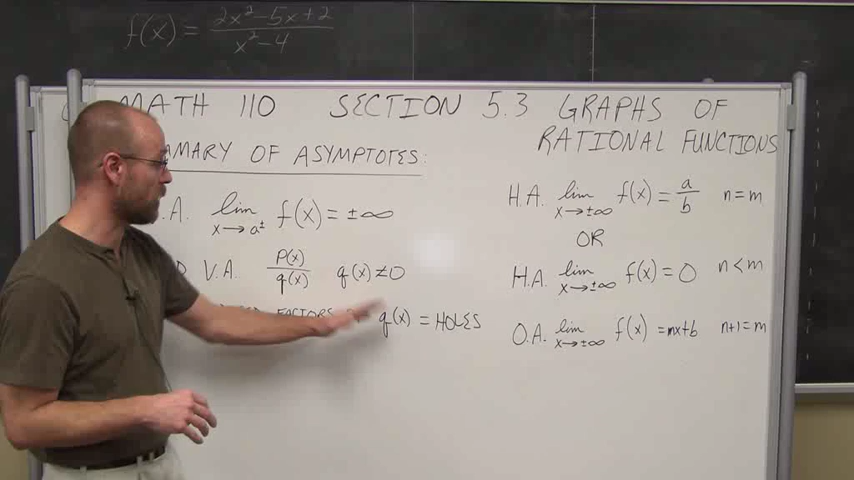 f(x) = 2x²-5x+2 / x²-4
MATH 110 SECTION 5.3 GRAPHS OF
RATIONAL FUNCTIONS
OF ASYMPTOTES:
.A. lim x→a± f(x) = ±∞
V.A. P(x)/q(x) q(x)≠0
FACTORS q(x) = HOLES
H.A. lim x→±∞ f(x) = a/b n=m
OR
H.A. lim x→±∞ f(x) = 0 n<m
O.A. lim x→±∞ f(x) = mx+b n+1=m